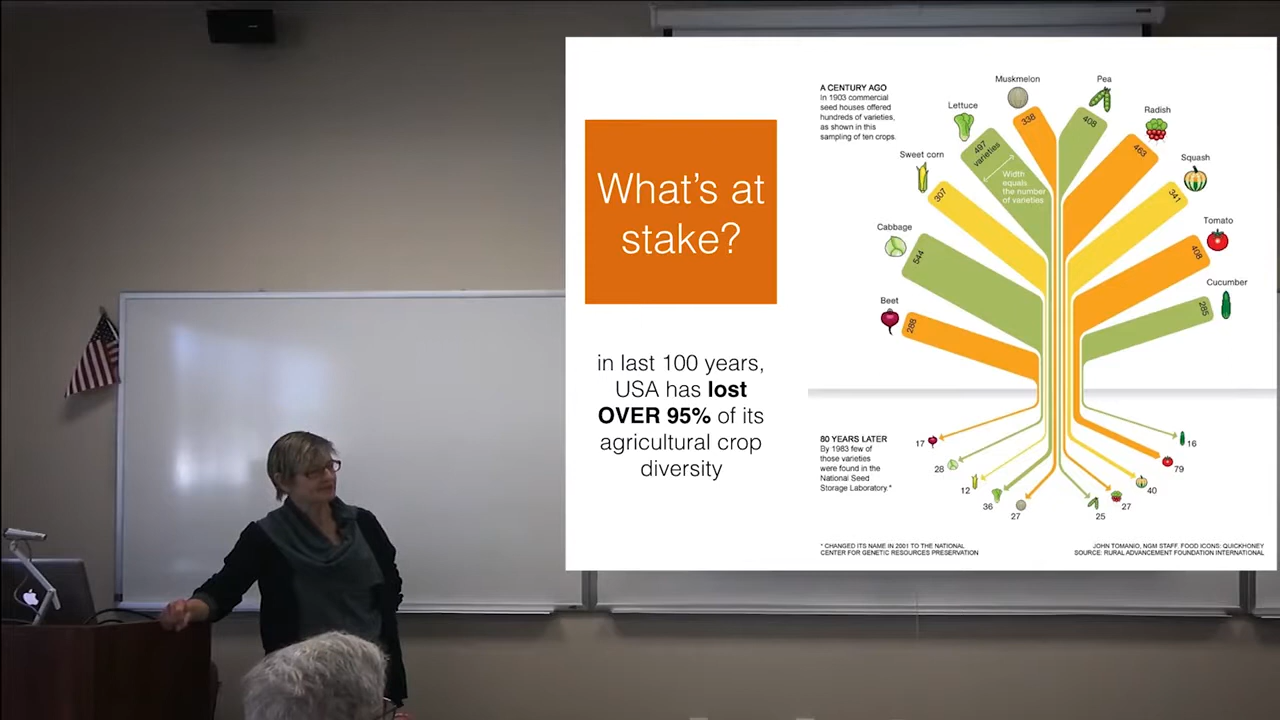 What's at
stake?
in last 100 years,
USA has lost
OVER 95% of its
agricultural crop
diversity
A CENTURY AGO
In 1903 commercial
seed houses offered
hundreds of varieties,
as shown in this
sampling of ten crops.
Muskmelon
338
Pea
408
Lettuce
497
varieties
Width
equals
the number
of varieties
Radish
463
Sweet corn
307
Squash
341
Cabbage
544
Tomato
408
Beet
288
Cucumber
285
80 YEARS LATER
By 1983 few of
those varieties
were found in the
National Seed
Storage Laboratory.*
17
28
12
36
27
25
27
40
79
16
* CHANGED ITS NAME IN 2001 TO THE NATIONAL
CENTER FOR GENETIC RESOURCES PRESERVATION
JOHN TOMANIO, NGM STAFF. FOOD ICONS: QUICKHONEY
SOURCE: RURAL ADVANCEMENT FOUNDATION INTERNATIONAL